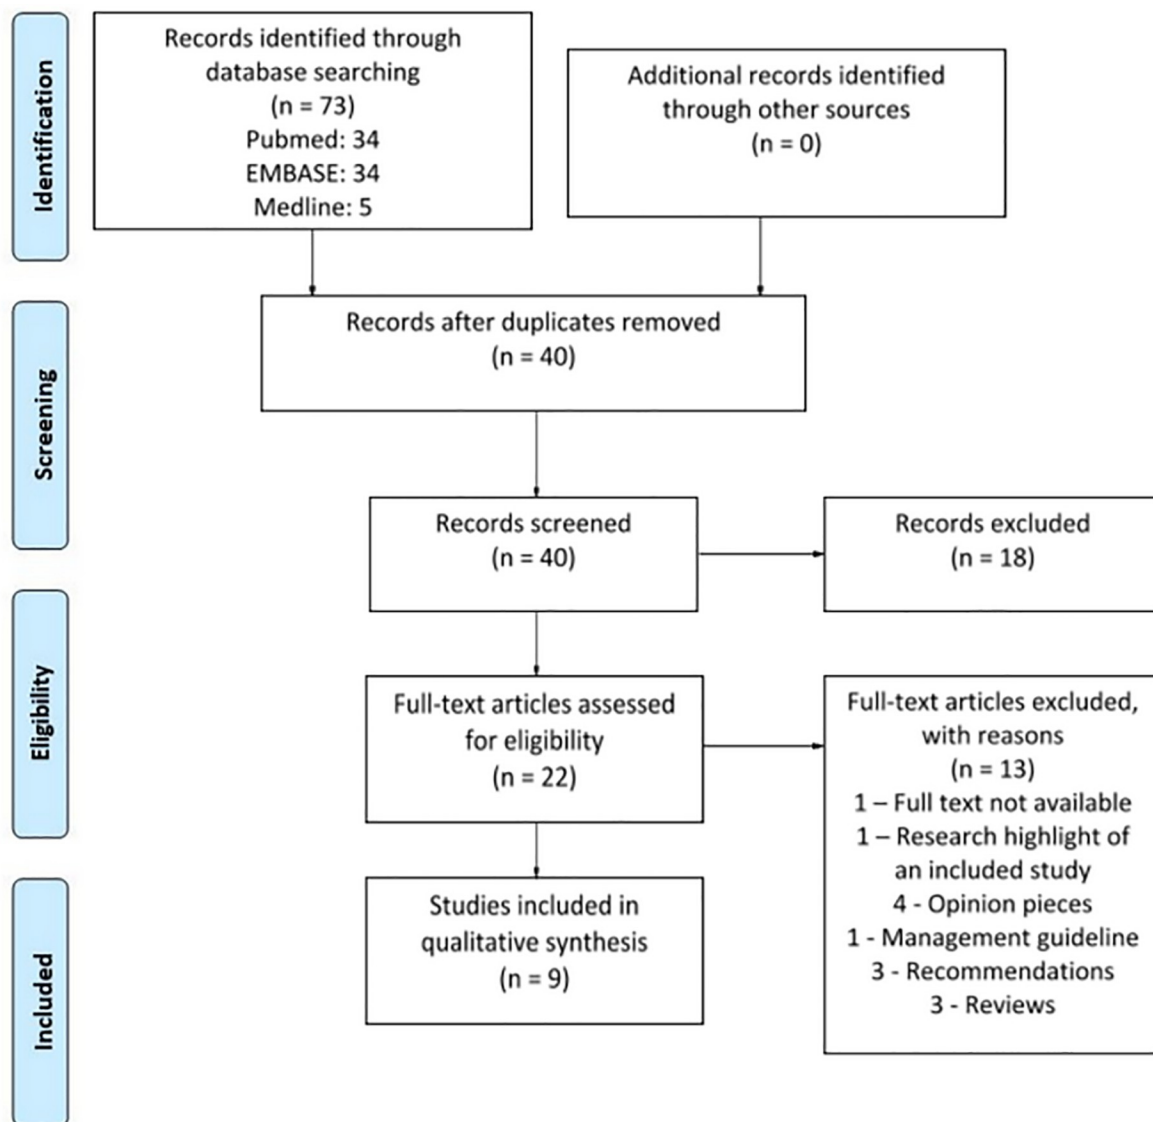 Identification
Records identified through
database searching
(n = 73)
Pubmed: 34
EMBASE: 34
Medline: 5
Additional records identified
through other sources
(n = 0)
Screening
Records after duplicates removed
(n = 40)
Records screened
(n = 40)
Records excluded
(n = 18)
Eligibility
Full-text articles assessed
for eligibility
(n = 22)
Full-text articles excluded,
with reasons
(n = 13)
1 – Full text not available
1 – Research highlight of
an included study
4 - Opinion pieces
1 - Management guideline
3 - Recommendations
3 - Reviews
Included
Studies included in
qualitative synthesis
(n = 9)